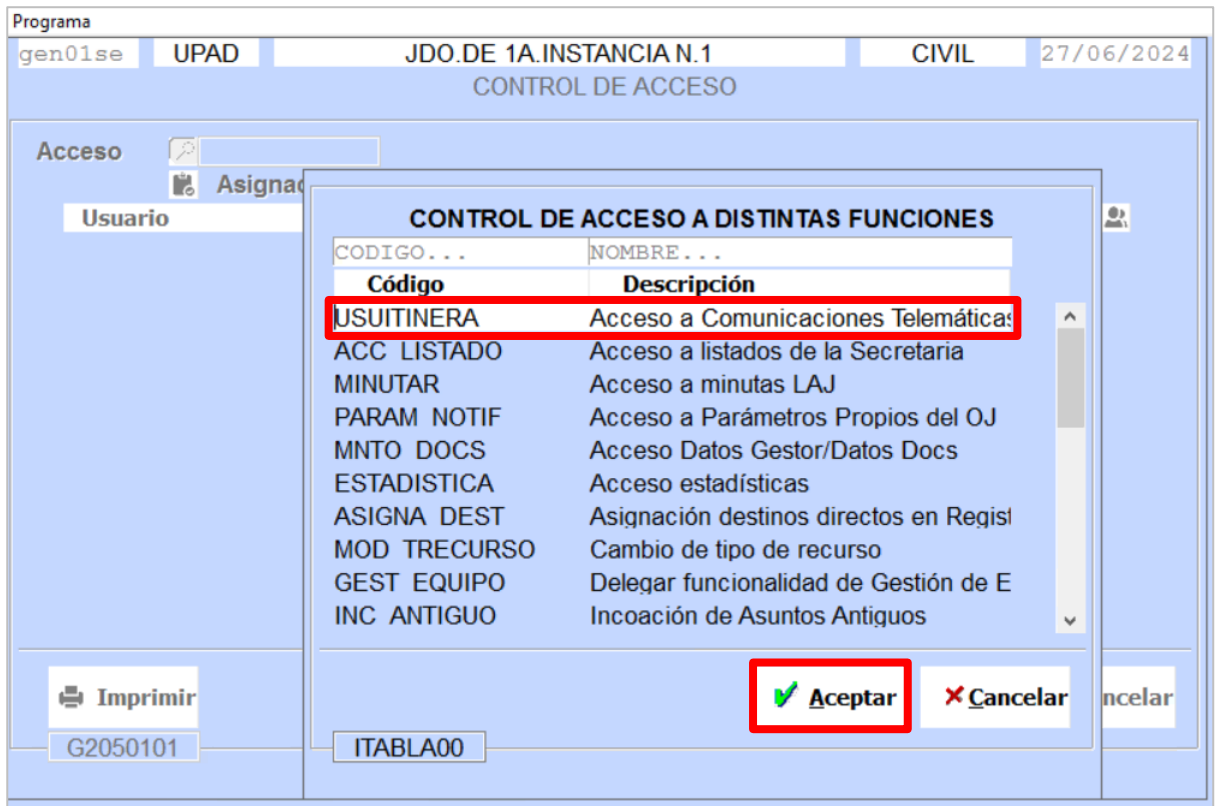 Programa
gen01se UPAD JDO.DE 1A.INSTANCIA N.1 CIVIL 27/06/2024
CONTROL DE ACCESO
Acceso
Asignac
Usuario
CONTROL DE ACCESO A DISTINTAS FUNCIONES
CODIGO... NOMBRE...
Código Descripción
USUITINERA Acceso a Comunicaciones Telemáticas
ACC LISTADO Acceso a listados de la Secretaria
MINUTAR Acceso a minutas LAJ
PARAM NOTIF Acceso a Parámetros Propios del OJ
MNTO DOCS Acceso Datos Gestor/Datos Docs
ESTADISTICA Acceso estadísticas
ASIGNA DEST Asignación destinos directos en Regist
MOD TRECURSO Cambio de tipo de recurso
GEST EQUIPO Delegar funcionalidad de Gestión de E
INC ANTIGUO Incoación de Asuntos Antiguos
Imprimir Aceptar Cancelar ncelar
G2050101 ITABLA00